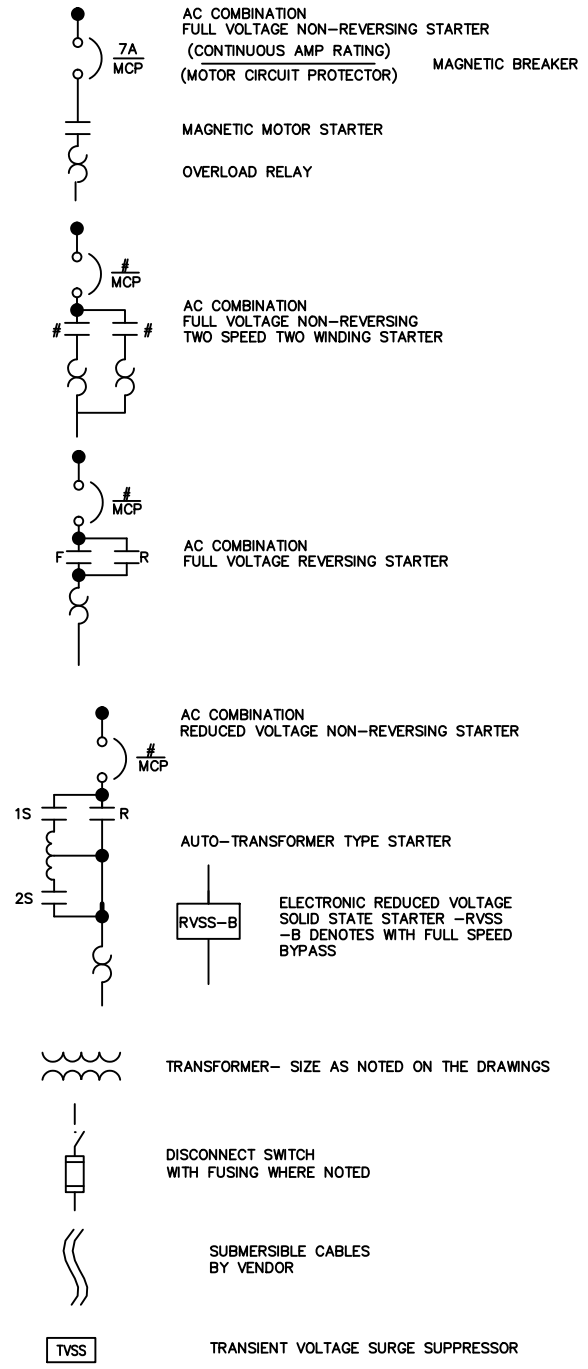 AC COMBINATION
FULL VOLTAGE NON-REVERSING STARTER
7A
MCP
(CONTINUOUS AMP RATING)
(MOTOR CIRCUIT PROTECTOR)
MAGNETIC BREAKER
MAGNETIC MOTOR STARTER
OVERLOAD RELAY
#
MCP
# #
AC COMBINATION
FULL VOLTAGE NON-REVERSING
TWO SPEED TWO WINDING STARTER
#
MCP
F R
AC COMBINATION
FULL VOLTAGE REVERSING STARTER
AC COMBINATION
REDUCED VOLTAGE NON-REVERSING STARTER
#
MCP
1S R
AUTO-TRANSFORMER TYPE STARTER
2S
RVSS-B
ELECTRONIC REDUCED VOLTAGE
SOLID STATE STARTER -RVSS
-B DENOTES WITH FULL SPEED
BYPASS
TRANSFORMER- SIZE AS NOTED ON THE DRAWINGS
DISCONNECT SWITCH
WITH FUSING WHERE NOTED
SUBMERSIBLE CABLES
BY VENDOR
TVSS
TRANSIENT VOLTAGE SURGE SUPPRESSOR